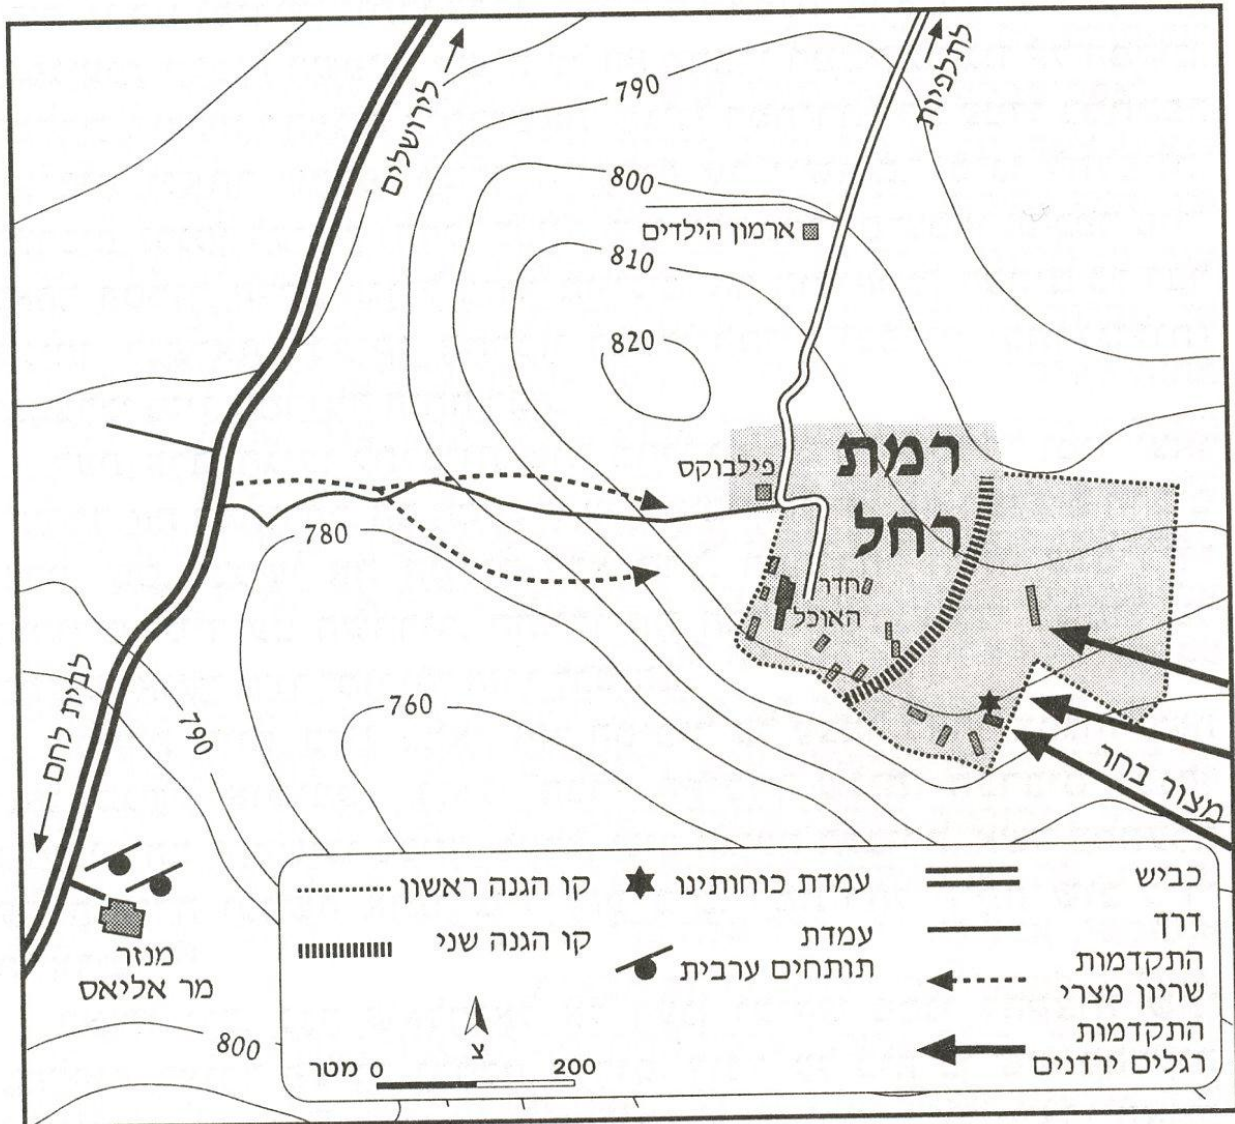 לירושלים
לתלפיות
790
800
ארמון הילדים
810
820
רמת
רחל
פילבוקס
חדר
האוכל
780
760
790
לבית לחם
מצור בחר
מנזר
מר אליאס
800
כביש
דרך
התקדמות
שריון מצרי
התקדמות
רגלים ירדנים
עמדת כוחותינו
עמדת
תותחים ערבית
קו הגנה ראשון
קו הגנה שני
צ
מטר 0 200